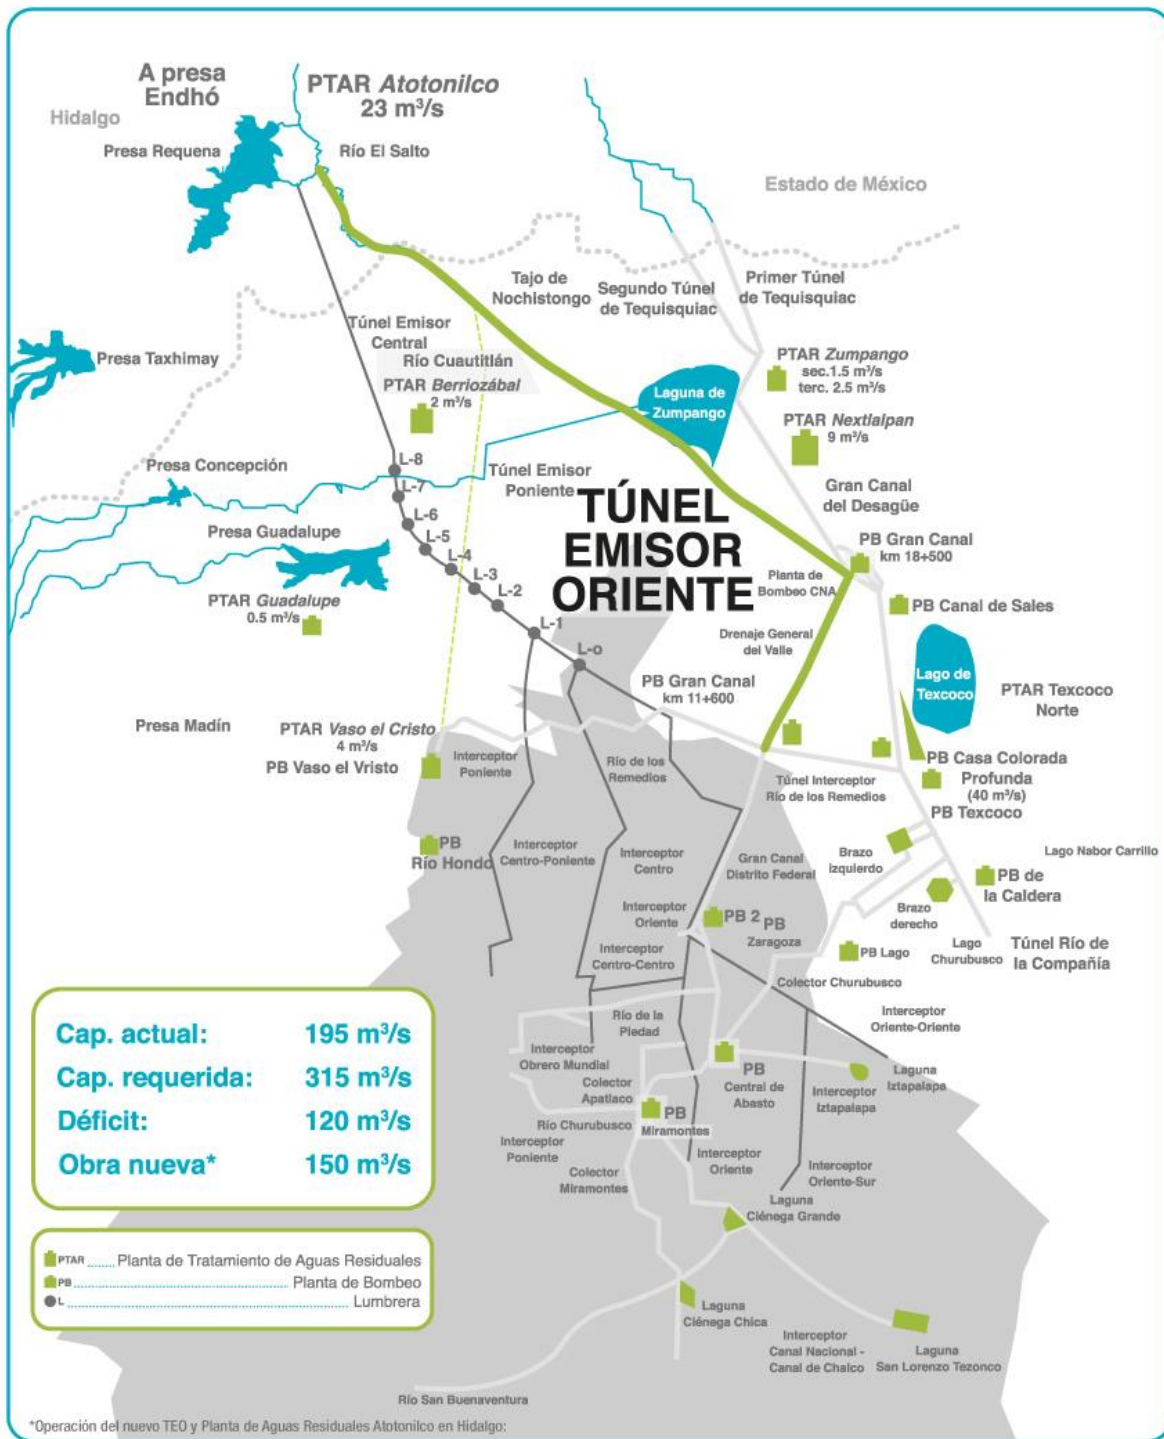 A presa
Endhó
PTAR Atotonilco
23 m³/s
Hidalgo
Presa Requena
Río El Salto
Estado de México
Tajo de
Nochistongo
Segundo Túnel
de Tequisquiac
Primer Túnel
de Tequisquiac
Túnel Emisor
Central
Río Cuautitlán
PTAR Berriozábal
2 m³/s
Presa Taxhimay
PTAR Zumpango
sec.1.5 m³/s
terc. 2.5 m³/s
Laguna de
Zumpango
PTAR Nextlalpan
9 m³/s
L-8
L-7
L-6
L-5
L-4
L-3
L-2
L-1
L-o
Presa Concepción
Túnel Emisor
Poniente
Gran Canal
del Desagüe
TÚNEL
EMISOR
ORIENTE
Presa Guadalupe
PB Gran Canal
km 18+500
Planta de
Bombeo CNA
PTAR Guadalupe
0.5 m³/s
PB Canal de Sales
Drenaje General
del Valle
Lago de
Texcoco
PTAR Texcoco
Norte
PB Gran Canal
km 11+600
Presa Madín
PTAR Vaso el Cristo
4 m³/s
PB Vaso el Vristo
Interceptor
Poniente
Río de los
Remedios
Túnel Interceptor
Río de los Remedios
PB Casa Colorada
Profunda
(40 m³/s)
PB Texcoco
PB
Río Hondo
Interceptor
Centro-Poniente
Interceptor
Centro
Gran Canal
Distrito Federal
Brazo
izquierdo
Lago Nabor Carrillo
PB de
la Caldera
Brazo
derecho
Interceptor
Oriente
PB 2
PB
Zaragoza
Interceptor
Centro-Centro
PB Lago
Lago
Churubusco
Túnel Río de
la Compañía
Colector Churubusco
Cap. actual: 195 m³/s
Cap. requerida: 315 m³/s
Déficit: 120 m³/s
Obra nueva* 150 m³/s
Río de la
Piedad
Interceptor
Oriente-Oriente
Interceptor
Obrero Mundial
Colector
Apatlaco
PB
Central de
Abasto
Interceptor
Iztapalapa
Laguna
Iztapalapa
PB
Miramontes
Río Churubusco
Interceptor
Poniente
Colector
Miramontes
Interceptor
Oriente
Interceptor
Oriente-Sur
Laguna
Ciénega Grande
PTAR ...... Planta de Tratamiento de Aguas Residuales
PB ...... Planta de Bombeo
L ...... Lumbrera
Laguna
Ciénega Chica
Interceptor
Canal Nacional -
Canal de Chalco
Laguna
San Lorenzo Tezonco
Río San Buenaventura
*Operación del nuevo TEO y Planta de Aguas Residuales Atotonilco en Hidalgo: